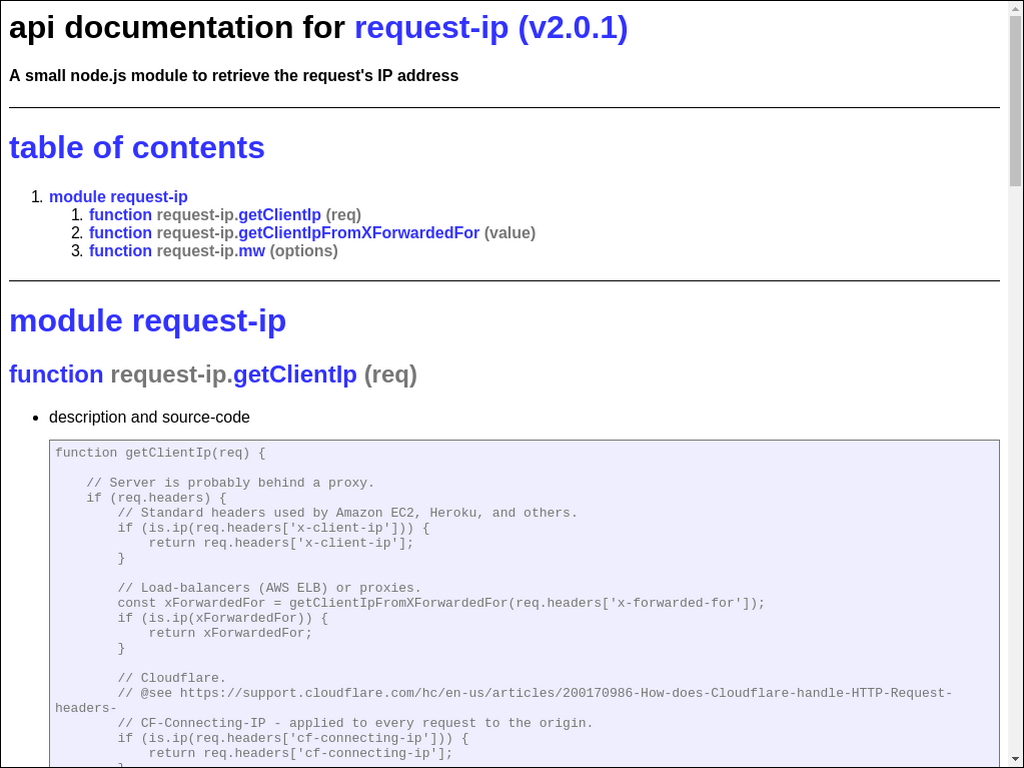 api documentation for request-ip (v2.0.1)
A small node.js module to retrieve the request's IP address
table of contents
1. module request-ip
1. function request-ip.getClientIp (req)
2. function request-ip.getClientIpFromXForwardedFor (value)
3. function request-ip.mw (options)
module request-ip
function request-ip.getClientIp (req)
• description and source-code
function getClientIp(req) {
    // Server is probably behind a proxy.
    if (req.headers) {
        // Standard headers used by Amazon EC2, Heroku, and others.
        if (is.ip(req.headers['x-client-ip'])) {
            return req.headers['x-client-ip'];
        }
        // Load-balancers (AWS ELB) or proxies.
        const xForwardedFor = getClientIpFromXForwardedFor(req.headers['x-forwarded-for']);
        if (is.ip(xForwardedFor)) {
            return xForwardedFor;
        }
        // Cloudflare.
        // @see https://support.cloudflare.com/hc/en-us/articles/200170986-How-does-Cloudflare-handle-HTTP-Request-
headers-
        // CF-Connecting-IP - applied to every request to the origin.
        if (is.ip(req.headers['cf-connecting-ip'])) {
            return req.headers['cf-connecting-ip'];